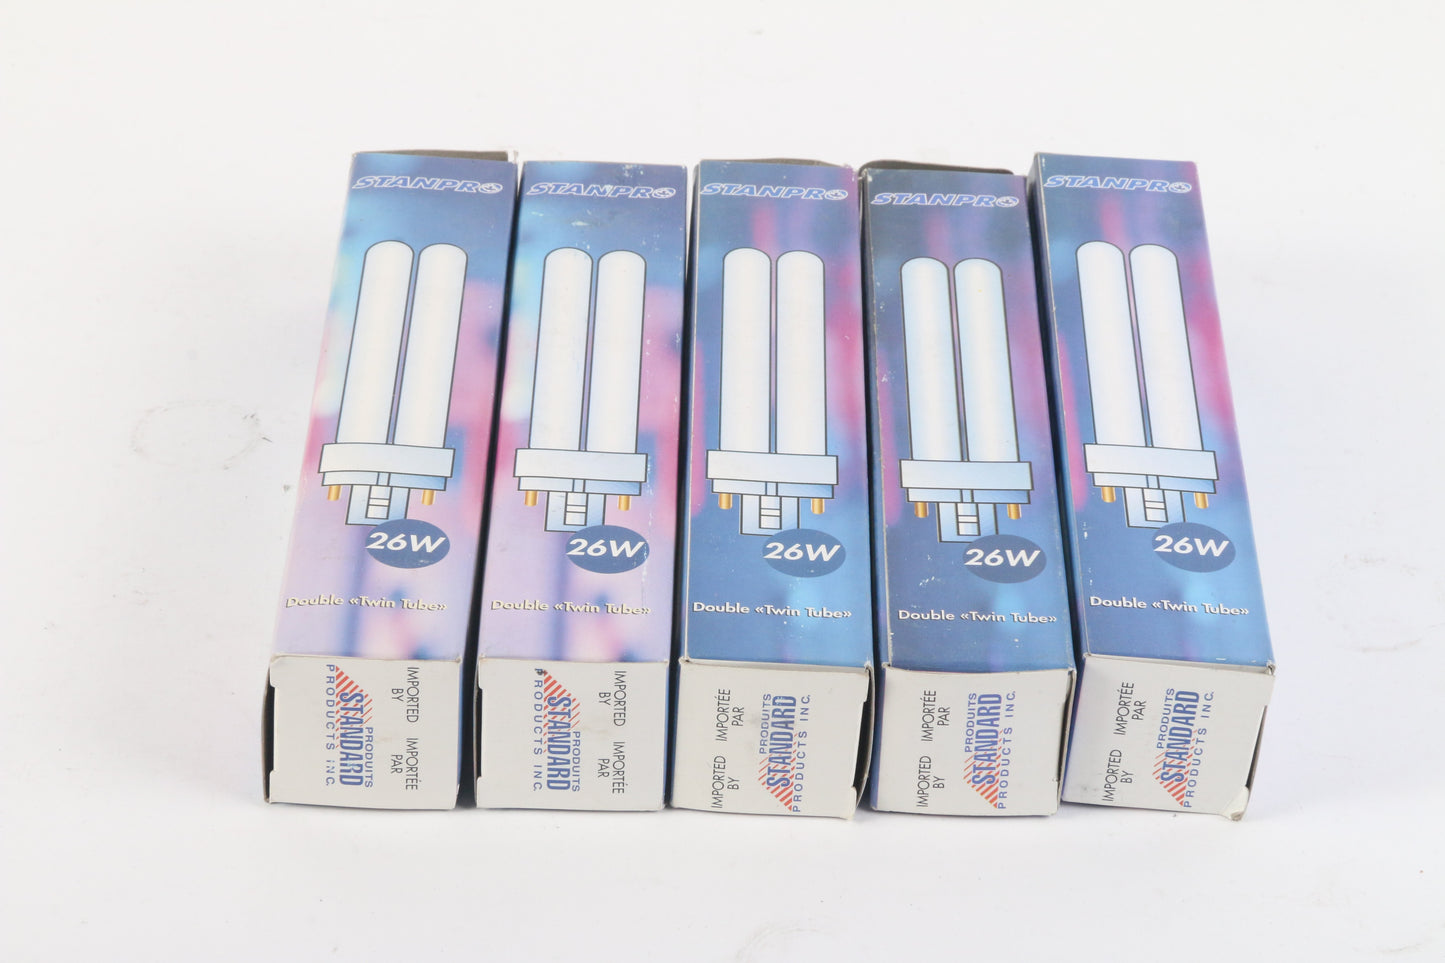 STANPRO
26W
Double «Twin Tube»
IMPORTED BY
IMPORTÉE PAR
PRODUITS
STANDARD
PRODUCTS INC.
STANPRO
26W
Double «Twin Tube»
IMPORTED BY
IMPORTÉE PAR
PRODUITS
STANDARD
PRODUCTS INC.
STANPRO
26W
Double «Twin Tube»
IMPORTED BY
IMPORTÉE PAR
PRODUITS
STANDARD
PRODUCTS INC.
STANPRO
26W
Double «Twin Tube»
IMPORTED BY
IMPORTÉE PAR
PRODUITS
STANDARD
PRODUCTS INC.
STANPRO
26W
Double «Twin Tube»
IMPORTED BY
IMPORTÉE PAR
PRODUITS
STANDARD
PRODUCTS INC.